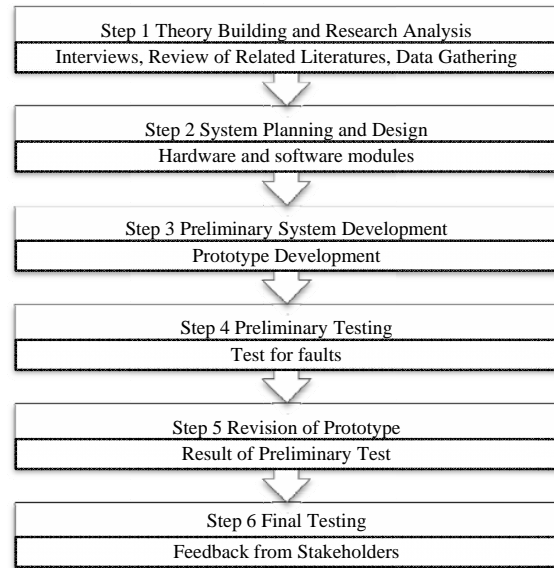 Step 1 Theory Building and Research Analysis
Interviews, Review of Related Literatures, Data Gathering
Step 2 System Planning and Design
Hardware and software modules
Step 3 Preliminary System Development
Prototype Development
Step 4 Preliminary Testing
Test for faults
Step 5 Revision of Prototype
Result of Preliminary Test
Step 6 Final Testing
Feedback from Stakeholders